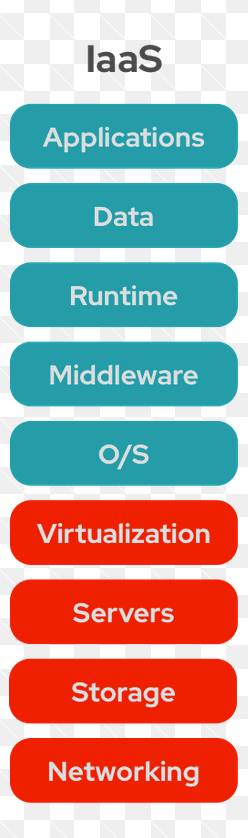 IaaS
Applications
Data
Runtime
Middleware
O/S
Virtualization
Servers
Storage
Networking